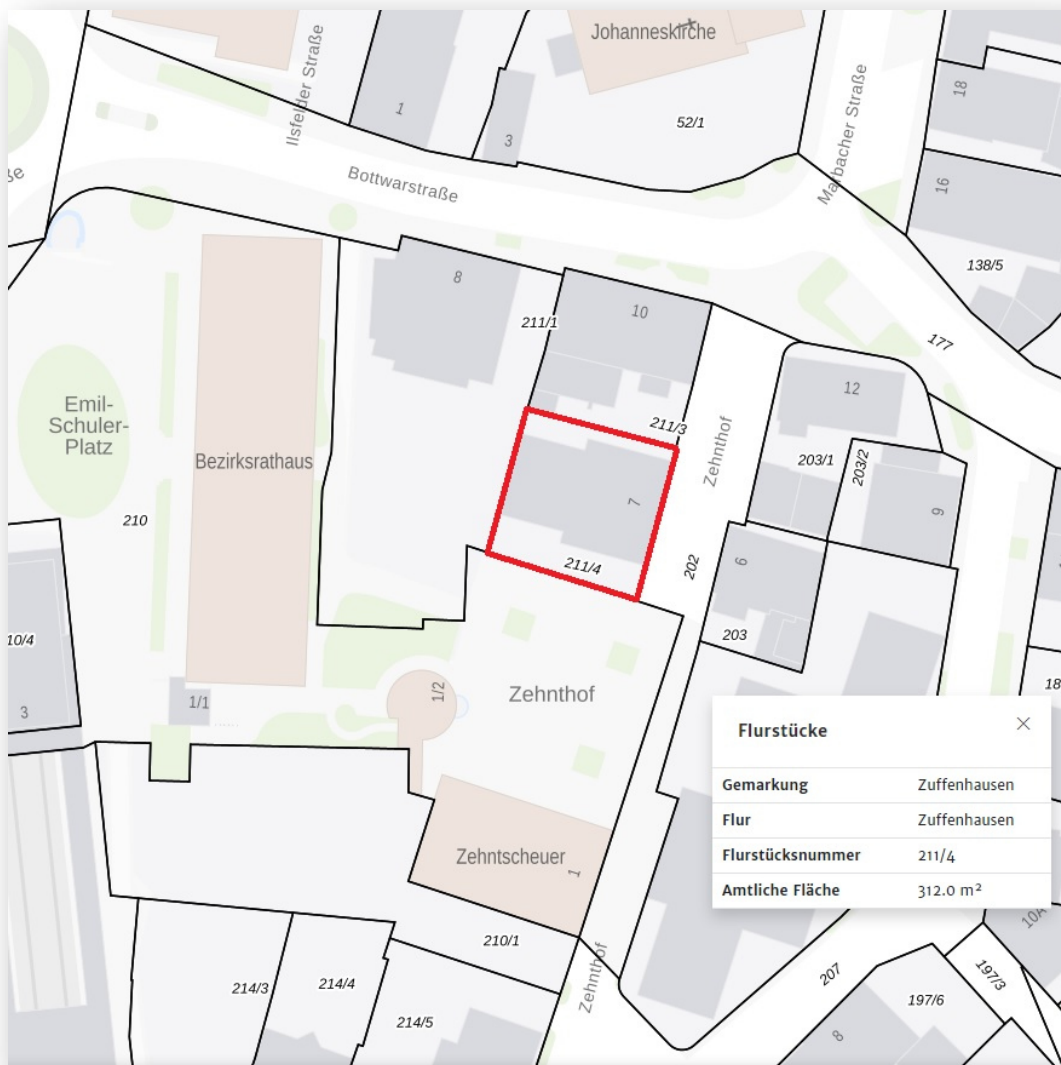 Johanneskirche
Ilsfelder Straße
1
3
52/1
Marbacher Straße
18
16
138/5
177
ße
Bottwarstraße
8
10
211/1
211/3
12
203/1
203/2
9
Emil-
Schuler-
Platz
Bezirksrathaus
210
7
211/4
Zehnthof
202
6
203
10/4
3
1/1
1/2
Zehnthof
Zehntscheuer
1
210/1
Zehnthof
214/3
214/4
214/5
207
8
197/6
197/3
10A
18
Flurstücke
Gemarkung Zuffenhausen
Flur Zuffenhausen
Flurstücksnummer 211/4
Amtliche Fläche 312.0 m²